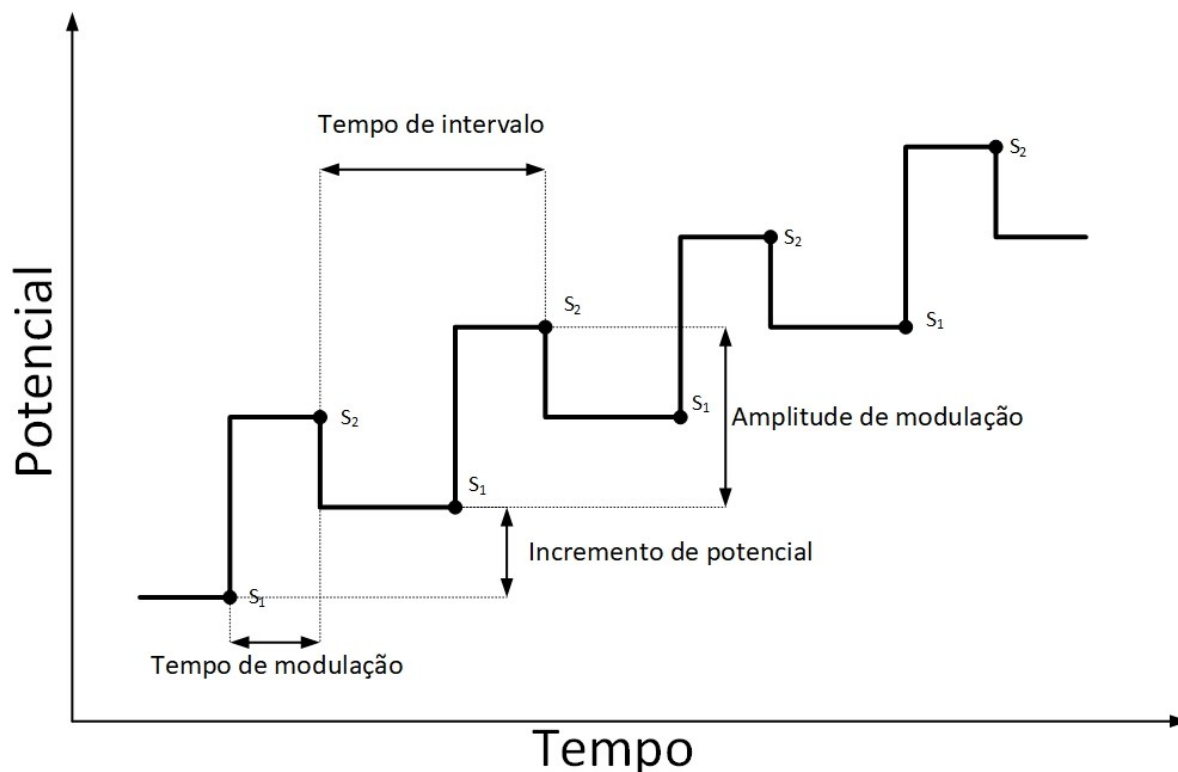 Tempo de intervalo
S₂
S₂
S₂
S₁
S₂
S₁
Amplitude de modulação
S₂
S₁
Incremento de potencial
S₁
Tempo de modulação
Potencial
Tempo